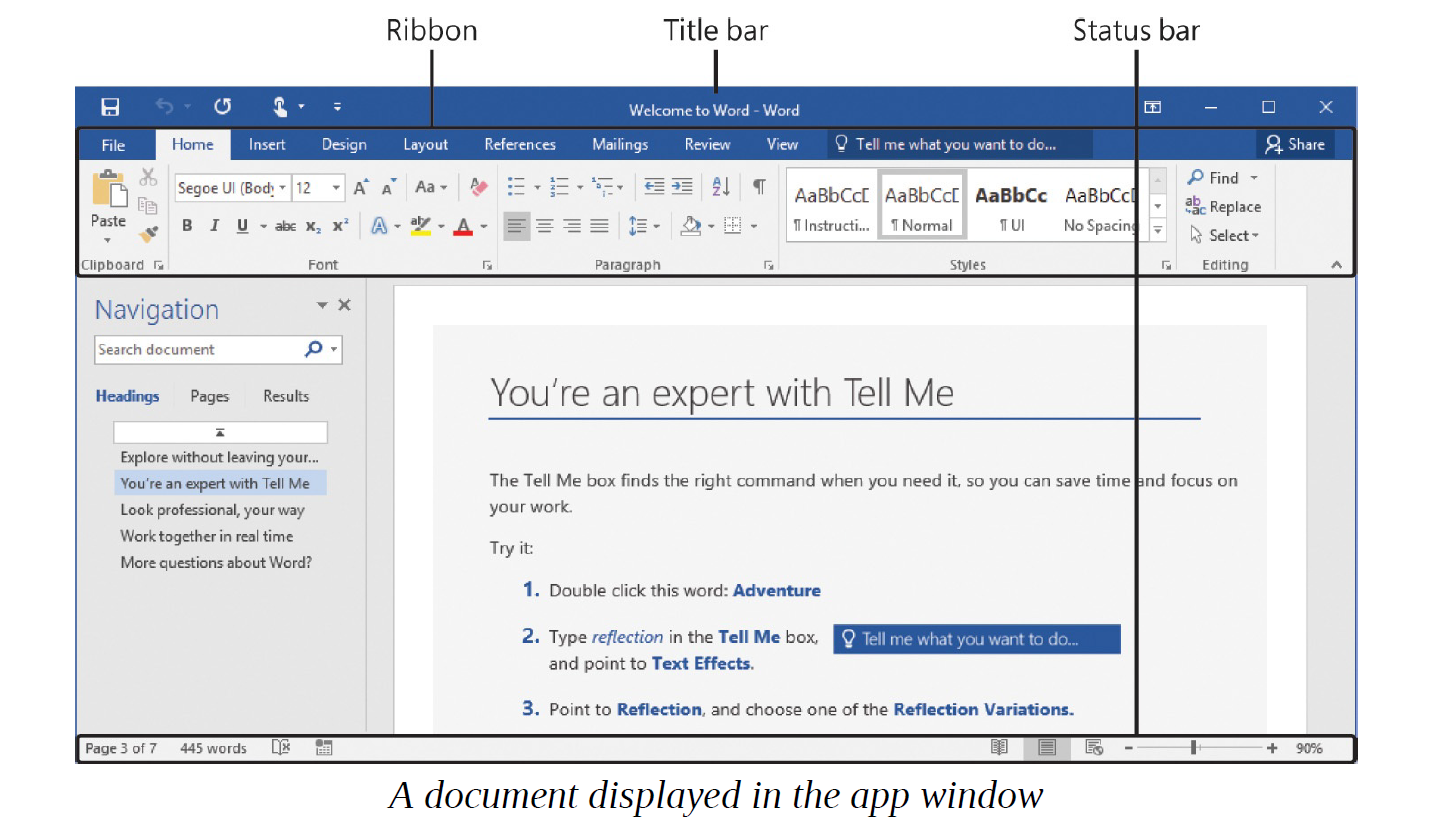 Ribbon Title bar Status bar
Welcome to Word - Word
File Home Insert Design Layout References Mailings Review View Tell me what you want to do... Share
Segoe UI (Body 12 Aa AaBbCcD AaBbCcD AaBbCc AaBbCcD Find
Paste B I U abc x₂ x² A aby A ¶ Instructi... ¶ Normal ¶ UI No Spacing Replace
Select
Clipboard Font Paragraph Styles Editing
Navigation
Search document
Headings Pages Results
Explore without leaving your...
You're an expert with Tell Me
Look professional, your way
Work together in real time
More questions about Word?
You're an expert with Tell Me
The Tell Me box finds the right command when you need it, so you can save time and focus on
your work.
Try it:
1. Double click this word: Adventure
2. Type reflection in the Tell Me box, Tell me what you want to do...
and point to Text Effects.
3. Point to Reflection, and choose one of the Reflection Variations.
Page 3 of 7 445 words 90%
A document displayed in the app window